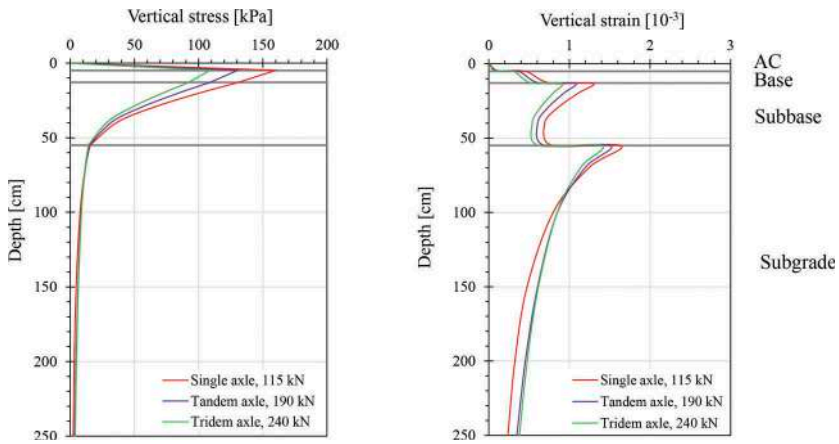 Vertical stress [kPa]
0 50 100 150 200
0
50
100
150
200
250
Depth [cm]
Single axle, 115 kN
Tandem axle, 190 kN
Tridem axle, 240 kN
Vertical strain [10-3]
0 1 2 3
0
50
100
150
200
250
Depth [cm]
Single axle, 115 kN
Tandem axle, 190 kN
Tridem axle, 240 kN
AC
Base
Subbase
Subgrade